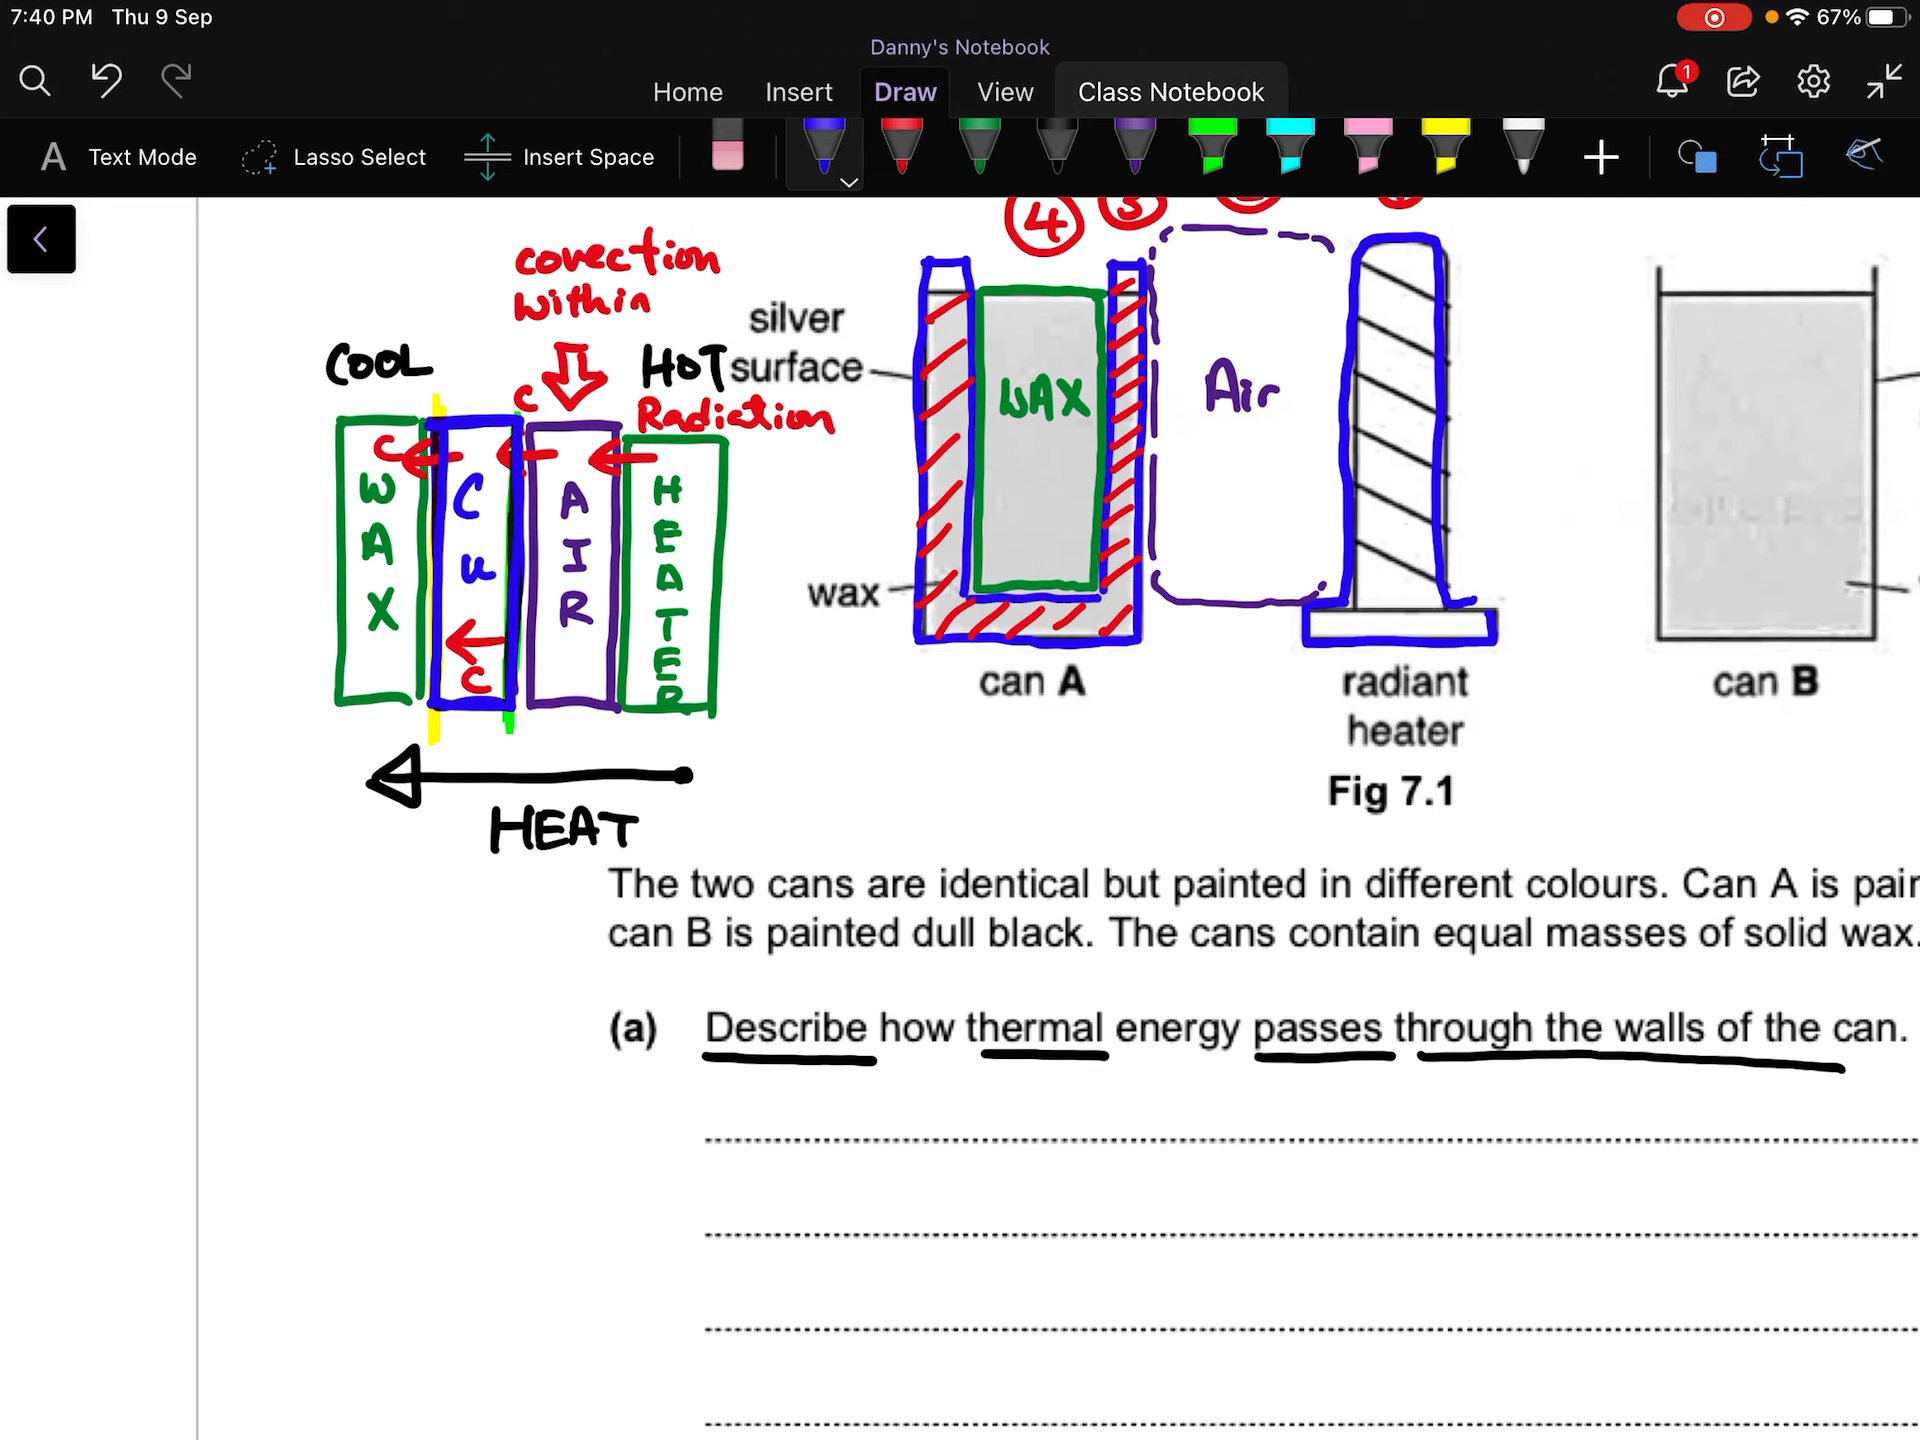 7:40 PM Thu 9 Sep
67%
Danny's Notebook
Home Insert Draw View Class Notebook
1
A Text Mode Lasso Select Insert Space
4 3
covection
within
COOL
HOT
Radiction
C
C
C
WAX
Cu
AIR
HEATER
HEAT
silver
surface
wax
WAX
Air
can A
radiant
heater
can B
Fig 7.1
The two cans are identical but painted in different colours. Can A is pain
can B is painted dull black. The cans contain equal masses of solid wax.
(a) Describe how thermal energy passes through the walls of the can.